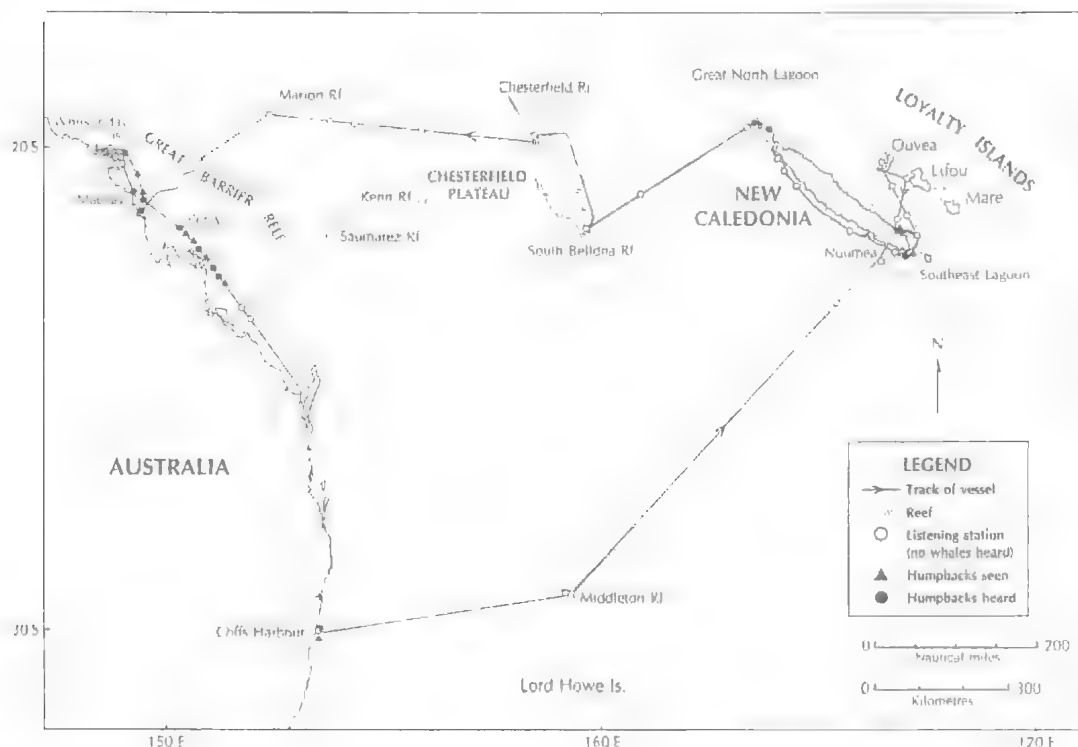 Great North Lagoon
Chesterfield Rf
Marion Rf
LOYALTY ISLANDS
GREAT BARRIER REEF
20°S
Ouvea
Lifou
Mare
CHESTERFIELD
PLATEAU
Kenn Rf
NEW
CALEDONIA
Saumarez Rf
South Bellona Rf
Noumea
Southeast Lagoon
N
AUSTRALIA
LEGEND
Track of vessel
Reef
Listening station
(no whales heard)
Humpbacks seen
Humpbacks heard
Middleton Rf
Coffs Harbour
30°S
0 200
Nautical miles
0 300
Kilometres
Lord Howe Is.
150 E
160 E